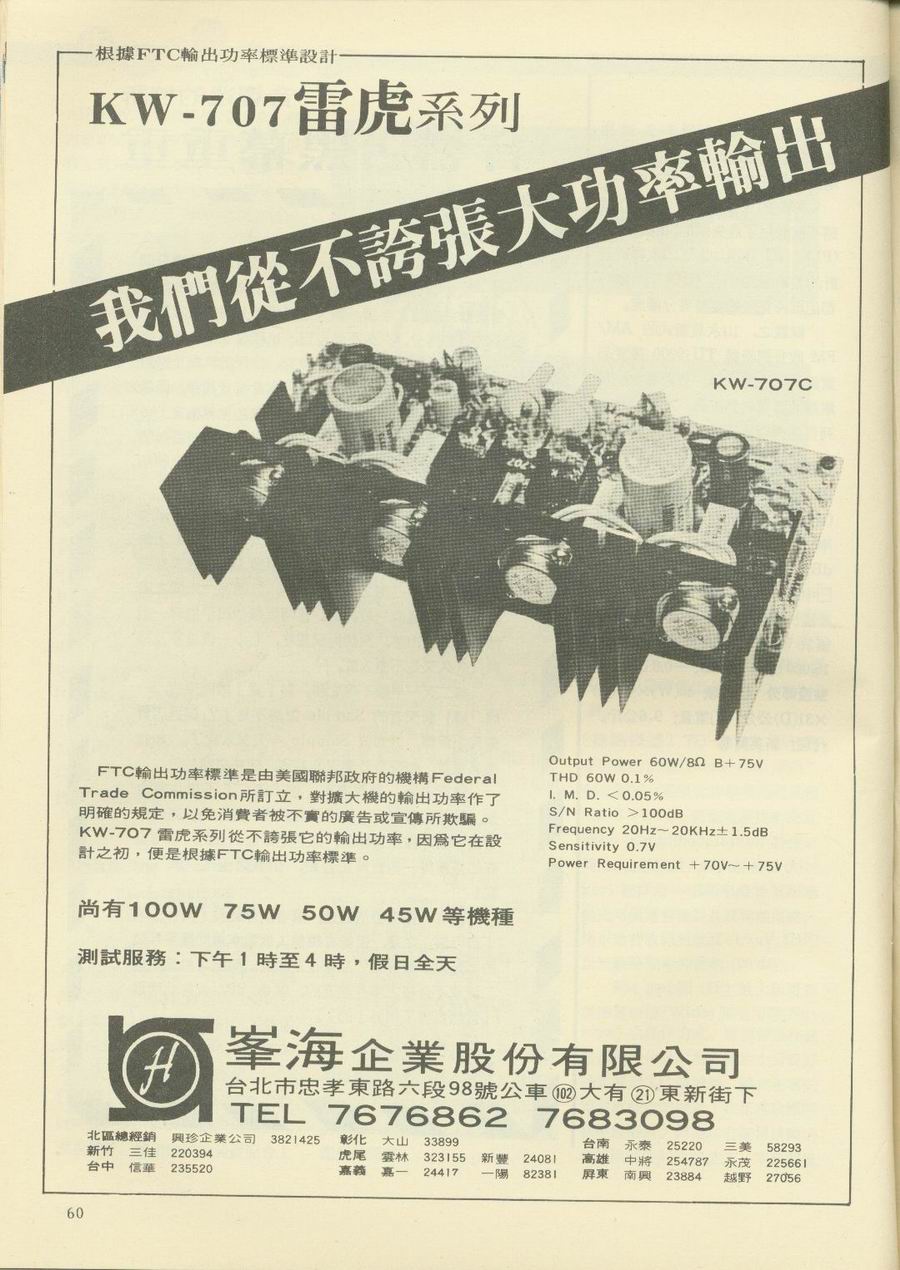 根據FTC輸出功率標準設計
KW-707雷虎系列
我們從不誇張大功率輸出
KW-707C
FTC輸出功率標準是由美國聯邦政府的機構Federal
Trade Commission所訂立，對擴大機的輸出功率作了
明確的規定，以免消費者被不實的廣告或宣傳所欺騙。
KW-707 雷虎系列從不誇張它的輸出功率，因爲它在設
計之初，便是根據FTC輸出功率標準。
Output Power 60W/8Ω B+75V
THD 60W 0.1%
I. M. D. <0.05%
S/N Ratio >100dB
Frequency 20Hz~20KHz±1.5dB
Sensitivity 0.7V
Power Requirement +70V~+75V
尚有100W 75W 50W 45W等機種
測試服務：下午1時至4時，假日全天
H
峯海企業股份有限公司
台北市忠孝東路六段98號公車(102)大有(21)東新街下
TEL 7676862 7683098
北區總經銷 興珍企業公司 3821425
新竹 三佳 220394
台中 信華 235520
彰化 大山 33899
虎尾 雲林 323155 新豐 24081
嘉義 嘉一 24417 一陽 82381
台南 永泰 25220 三美 58293
高雄 中將 254787 永茂 225661
屏東 南興 23884 越野 27056
60